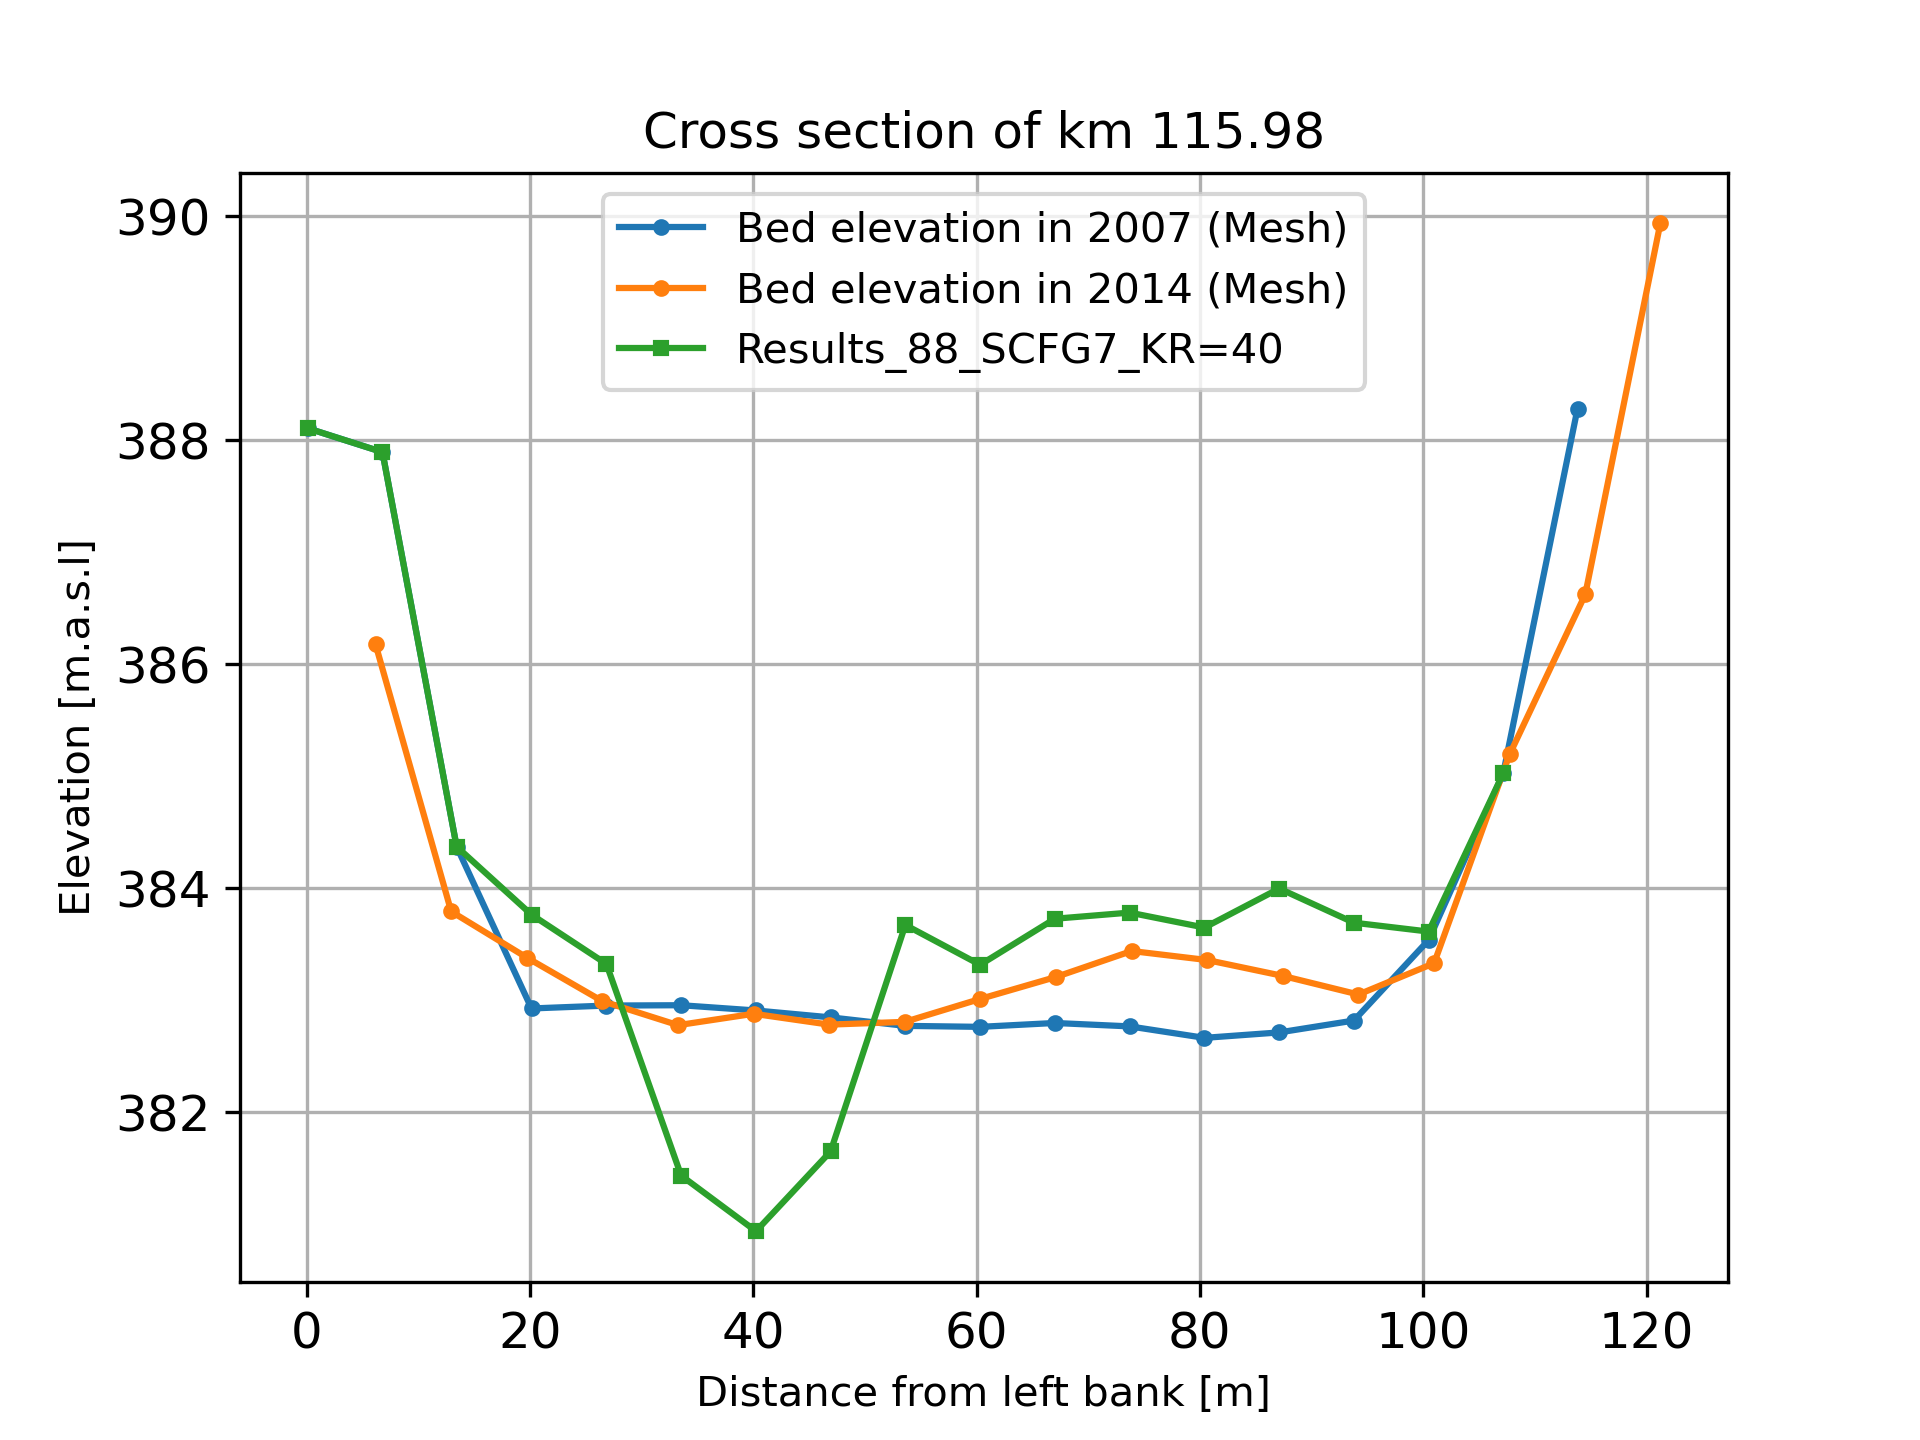 Cross section of km 115.98
Bed elevation in 2007 (Mesh)
Bed elevation in 2014 (Mesh)
Results_88_SCFG7_KR=40
Elevation [m.a.s.l]
390
388
386
384
382
0 20 40 60 80 100 120
Distance from left bank [m]